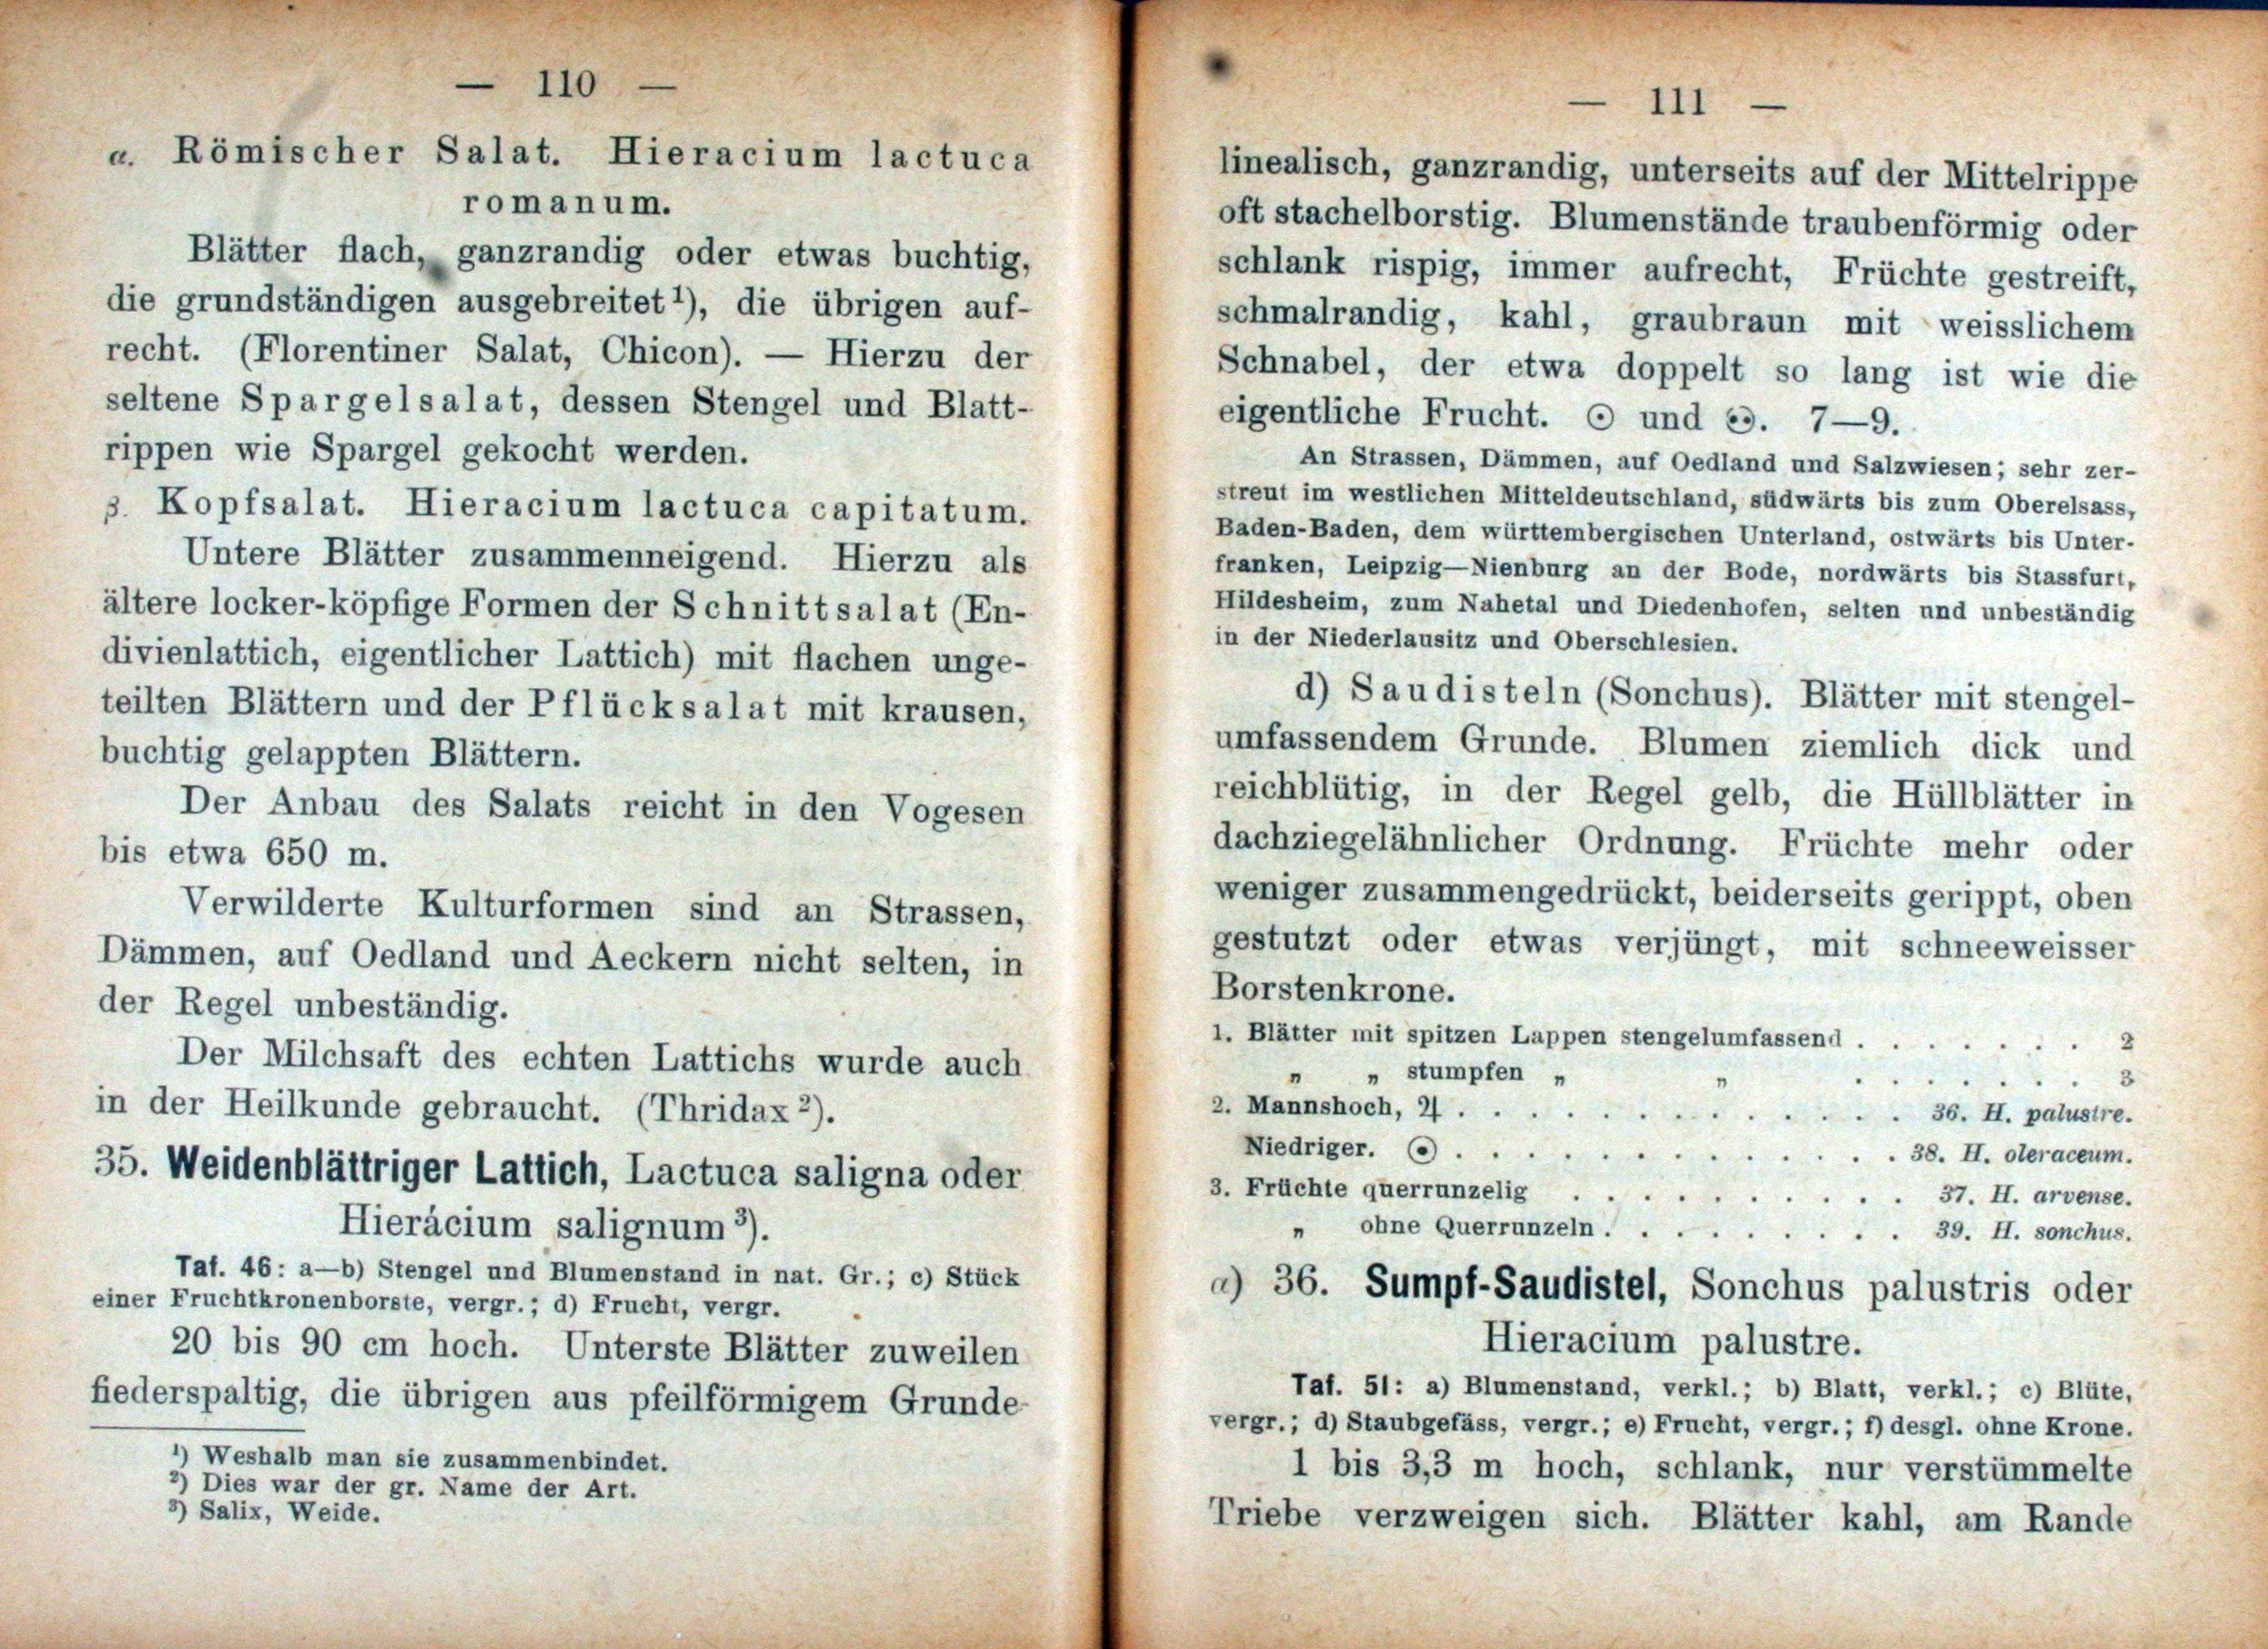 — 110 —
α. Römischer Salat. Hieracium lactuca
romanum.
Blätter flach, ganzrandig oder etwas buchtig,
die grundständigen ausgebreitet¹), die übrigen auf-
recht. (Florentiner Salat, Chicon). — Hierzu der
seltene Spargelsalat, dessen Stengel und Blatt-
rippen wie Spargel gekocht werden.
β. Kopfsalat. Hieracium lactuca capitatum.
Untere Blätter zusammenneigend. Hierzu als
ältere locker-köpfige Formen der Schnittsalat (En-
divienlattich, eigentlicher Lattich) mit flachen unge-
teilten Blättern und der Pflücksalat mit krausen,
buchtig gelappten Blättern.
Der Anbau des Salats reicht in den Vogesen
bis etwa 650 m.
Verwilderte Kulturformen sind an Strassen,
Dämmen, auf Oedland und Aeckern nicht selten, in
der Regel unbeständig.
Der Milchsaft des echten Lattichs wurde auch
in der Heilkunde gebraucht. (Thridax²).
35. Weidenblättriger Lattich, Lactuca saligna oder
Hierácium salignum³).
Taf. 46: a—b) Stengel und Blumenstand in nat. Gr.; c) Stück
einer Fruchtkronenborste, vergr.; d) Frucht, vergr.
20 bis 90 cm hoch. Unterste Blätter zuweilen
fiederspaltig, die übrigen aus pfeilförmigem Grunde
¹) Weshalb man sie zusammenbindet.
²) Dies war der gr. Name der Art.
³) Salix, Weide.
— 111 —
linealisch, ganzrandig, unterseits auf der Mittelrippe
oft stachelborstig. Blumenstände traubenförmig oder
schlank rispig, immer aufrecht, Früchte gestreift,
schmalrandig, kahl, graubraun mit weisslichem
Schnabel, der etwa doppelt so lang ist wie die
eigentliche Frucht. ⊙ und. 7—9.
An Strassen, Dämmen, auf Oedland und Salzwiesen; sehr zer-
streut im westlichen Mitteldeutschland, südwärts bis zum Oberelsass,
Baden-Baden, dem württembergischen Unterland, ostwärts bis Unter-
franken, Leipzig—Nienburg an der Bode, nordwärts bis Stassfurt,
Hildesheim, zum Nahetal und Diedenhofen, selten und unbeständig
in der Niederlausitz und Oberschlesien.
d) Saudisteln (Sonchus). Blätter mit stengel-
umfassendem Grunde. Blumen ziemlich dick und
reichblütig, in der Regel gelb, die Hüllblätter in
dachziegelähnlicher Ordnung. Früchte mehr oder
weniger zusammengedrückt, beiderseits gerippt, oben
gestutzt oder etwas verjüngt, mit schneeweisser
Borstenkrone.
1. Blätter mit spitzen Lappen stengelumfassend . . . . . . . . 2
„ „ stumpfen „ „ . . . . . . . 3
2. Mannshoch, ♃ . . . . . . . . . . . . . . . . 36. H. palustre.
Niedriger. ⊙ . . . . . . . . . . . . . . . . 38. H. oleraceum.
3. Früchte querrunzelig . . . . . . . . . . . . . 37. H. arvense.
„ ohne Querrunzeln . . . . . . . . . . . 39. H. sonchus.
α) 36. Sumpf-Saudistel, Sonchus palustris oder
Hieracium palustre.
Taf. 51: a) Blumenstand, verkl.; b) Blatt, verkl.; c) Blüte,
vergr.; d) Staubgefäss, vergr.; e) Frucht, vergr.; f) desgl. ohne Krone.
1 bis 3,3 m hoch, schlank, nur verstümmelte
Triebe verzweigen sich. Blätter kahl, am Rande